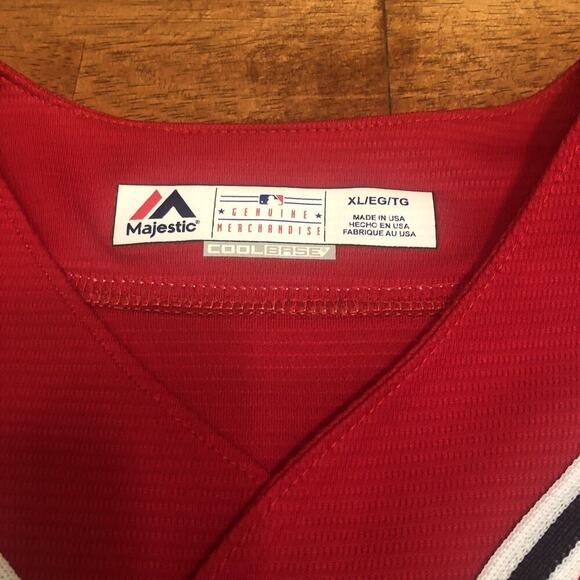 Majestic®
GENUINE
MERCHANDISE
COOLBASE
XL/EG/TG
MADE IN USA
HECHO EN USA
FABRIQUE AU USA